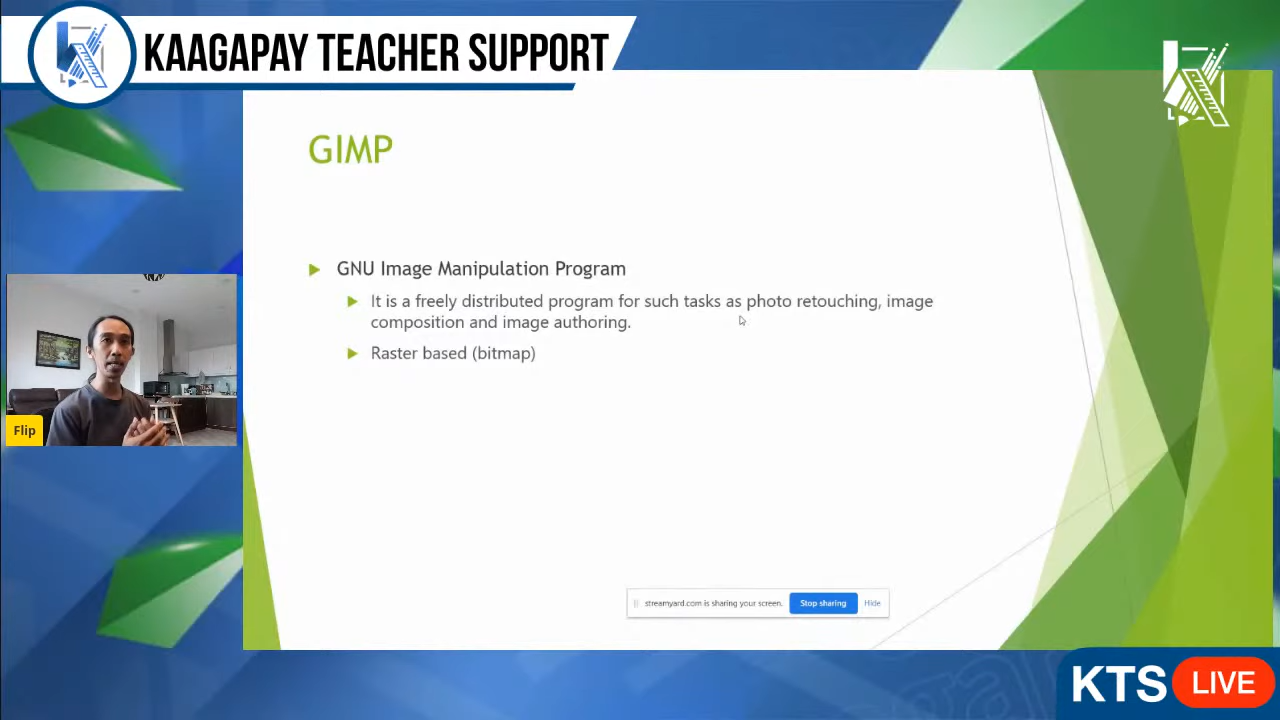 KAAGAPAY TEACHER SUPPORT
GIMP
GNU Image Manipulation Program
It is a freely distributed program for such tasks as photo retouching, image
composition and image authoring.
Raster based (bitmap)
Flip
streamyard.com is sharing your screen.
Stop sharing
Hide
KTS
LIVE